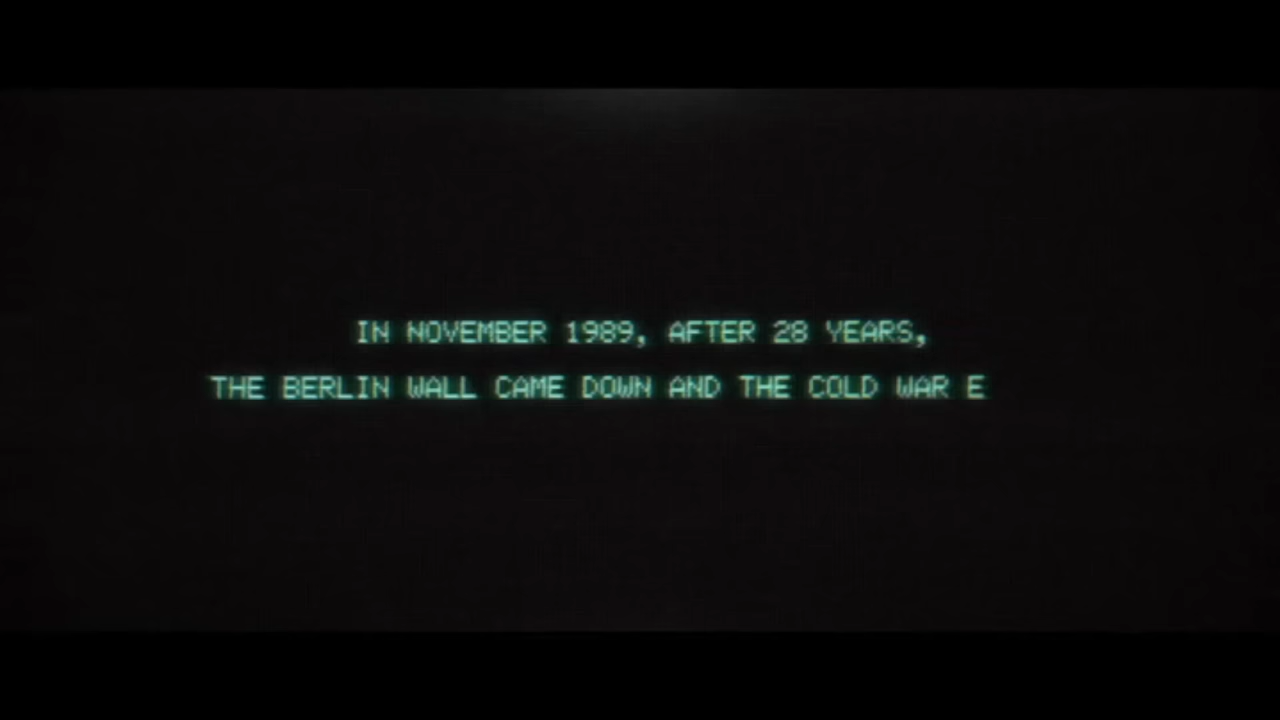 IN NOVEMBER 1989, AFTER 28 YEARS,
THE BERLIN WALL CAME DOWN AND THE COLD WAR E